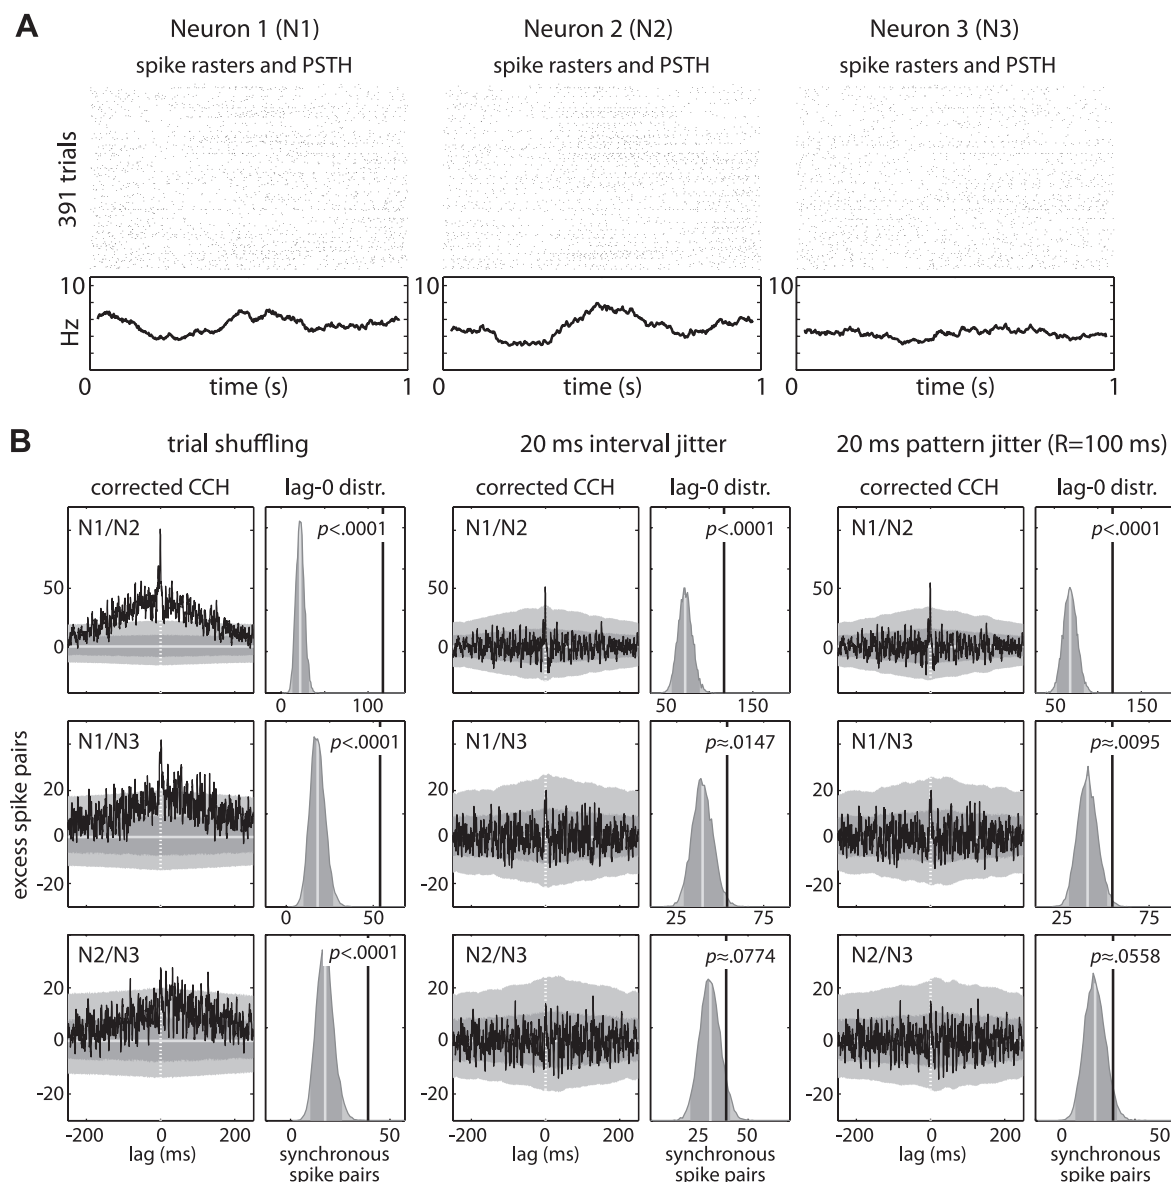 A
Neuron 1 (N1)
Neuron 2 (N2)
Neuron 3 (N3)
spike rasters and PSTH
spike rasters and PSTH
spike rasters and PSTH
391 trials
10
10
10
Hz
0
time (s)
1
0
time (s)
1
0
time (s)
1
B
trial shuffling
20 ms interval jitter
20 ms pattern jitter (R=100 ms)
corrected CCH
lag-0 distr.
corrected CCH
lag-0 distr.
corrected CCH
lag-0 distr.
N1/N2
p<.0001
N1/N2
p<.0001
N1/N2
p<.0001
50
0
50
0
50
0
0
100
50
150
50
150
excess spike pairs
N1/N3
p<.0001
N1/N3
p≈.0147
N1/N3
p≈.0095
20
0
-20
20
0
-20
20
0
-20
0
50
25
75
25
75
N2/N3
p<.0001
N2/N3
p≈.0774
N2/N3
p≈.0558
20
0
-20
20
0
-20
20
0
-20
-200
0
200
0
50
-200
0
200
25
50
-200
0
200
0
50
lag (ms)
synchronous
spike pairs
lag (ms)
synchronous
spike pairs
lag (ms)
synchronous
spike pairs